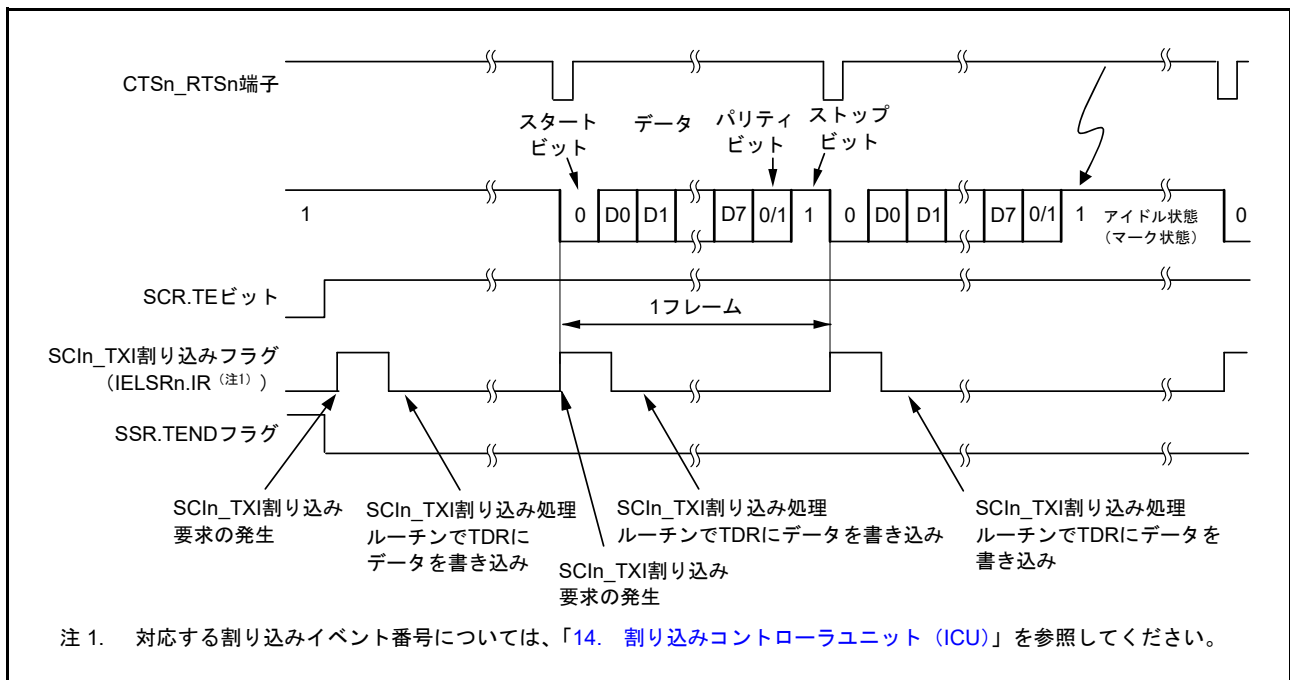 CTSn_RTSn端子
スタート
ビット
データ
パリティ
ビット
ストップ
ビット
1
0
D0
D1
D7
0/1
1
0
D0
D1
D7
0/1
1
アイドル状態
（マーク状態）
0
SCR.TEビット
1フレーム
SCIn_TXI割り込みフラグ
（IELSRn.IR（注1））
SSR.TENDフラグ
SCIn_TXI割り込み
要求の発生
SCIn_TXI割り込み処理
ルーチンでTDRに
データを書き込み
SCIn_TXI割り込み
要求の発生
SCIn_TXI割り込み処理
ルーチンでTDRにデータを書き込み
SCIn_TXI割り込み処理
ルーチンでTDRにデータを
書き込み
注 1. 対応する割り込みイベント番号については、「14. 割り込みコントローラユニット（ICU）」を参照してください。